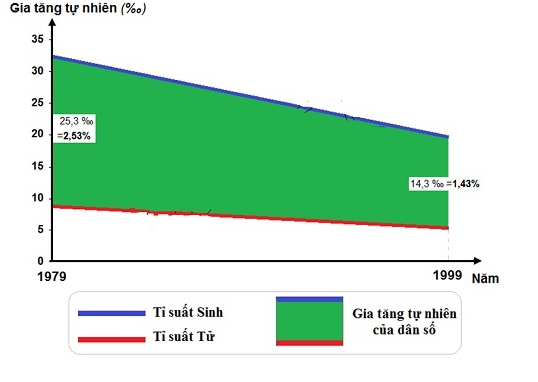 Gia tăng tự nhiên (‰)
35
30
25
20
15
10
5
0
25,3 ‰
=2,53%
14,3 ‰ =1,43%
1979
1999
Năm
Tỉ suất Sinh
Tỉ suất Tử
Gia tăng tự nhiên
của dân số